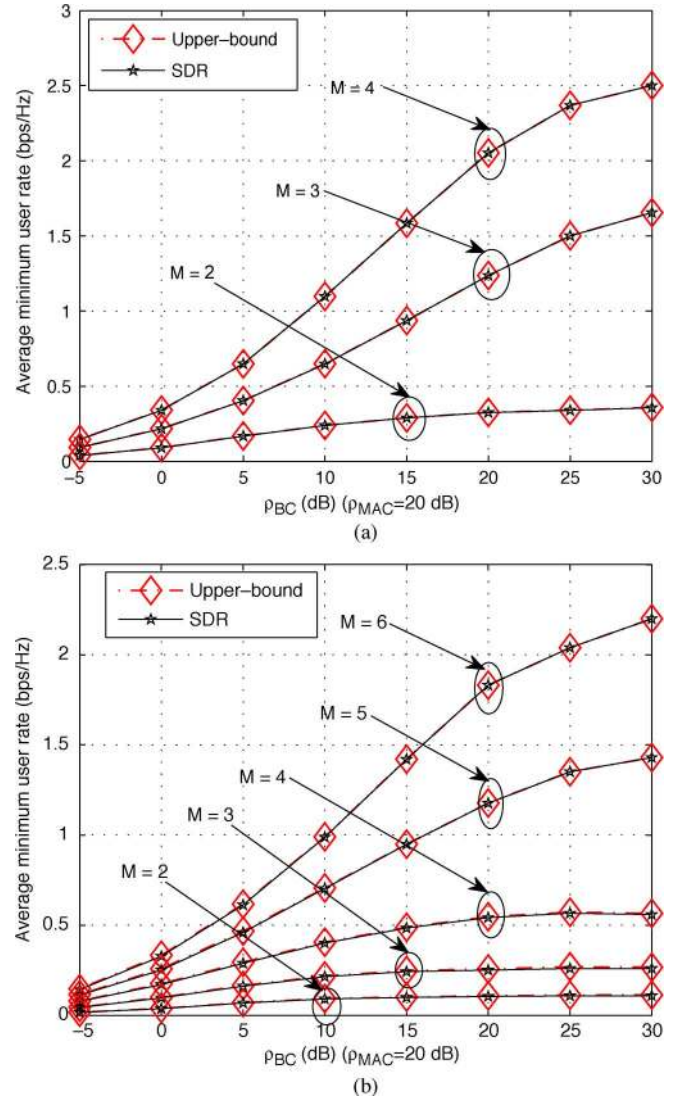 3
2.5
2
1.5
1
0.5
0
Average minimum user rate (bps/Hz)
Upper–bound
SDR
M = 4
M = 3
M = 2
–5 0 5 10 15 20 25 30
ρBC (dB) (ρMAC=20 dB)
(a)
2.5
2
1.5
1
0.5
0
Average minimum user rate (bps/Hz)
Upper–bound
SDR
M = 6
M = 5
M = 4
M = 3
M = 2
–5 0 5 10 15 20 25 30
ρBC (dB) (ρMAC=20 dB)
(b)